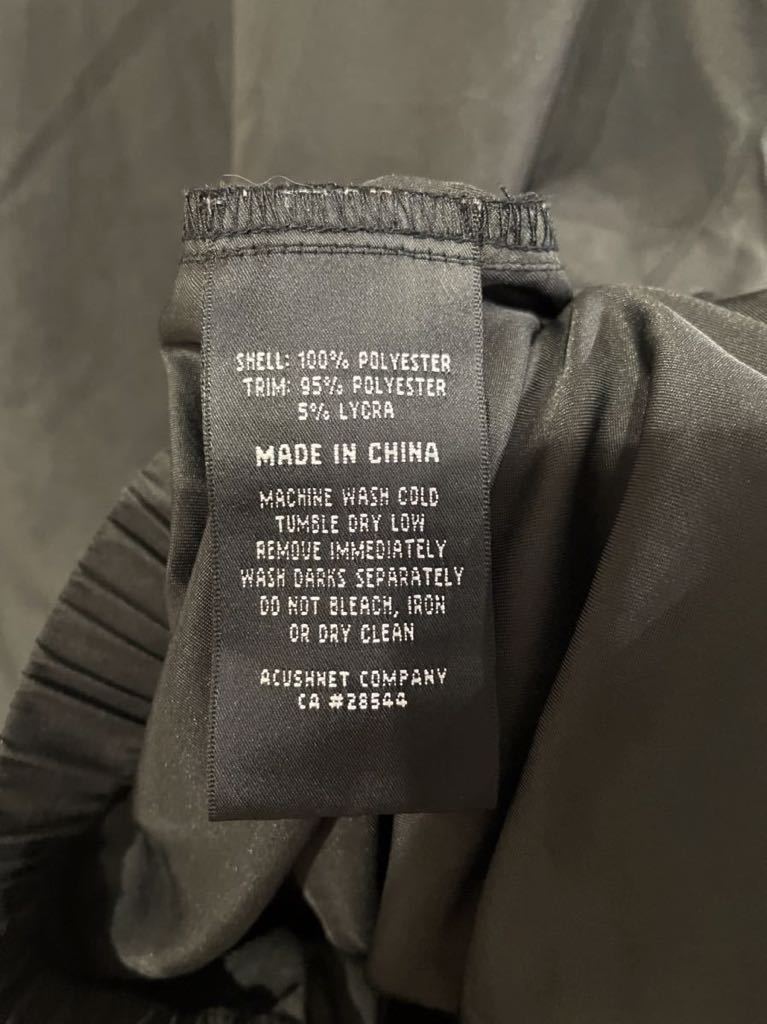 SHELL: 100% POLYESTER
TRIM: 95% POLYESTER
5% LYCRA
MADE IN CHINA
MACHINE WASH COLD
TUMBLE DRY LOW
REMOVE IMMEDIATELY
WASH DARKS SEPARATELY
DO NOT BLEACH, IRON
OR DRY CLEAN
ACUSHNET COMPANY
CA #28544